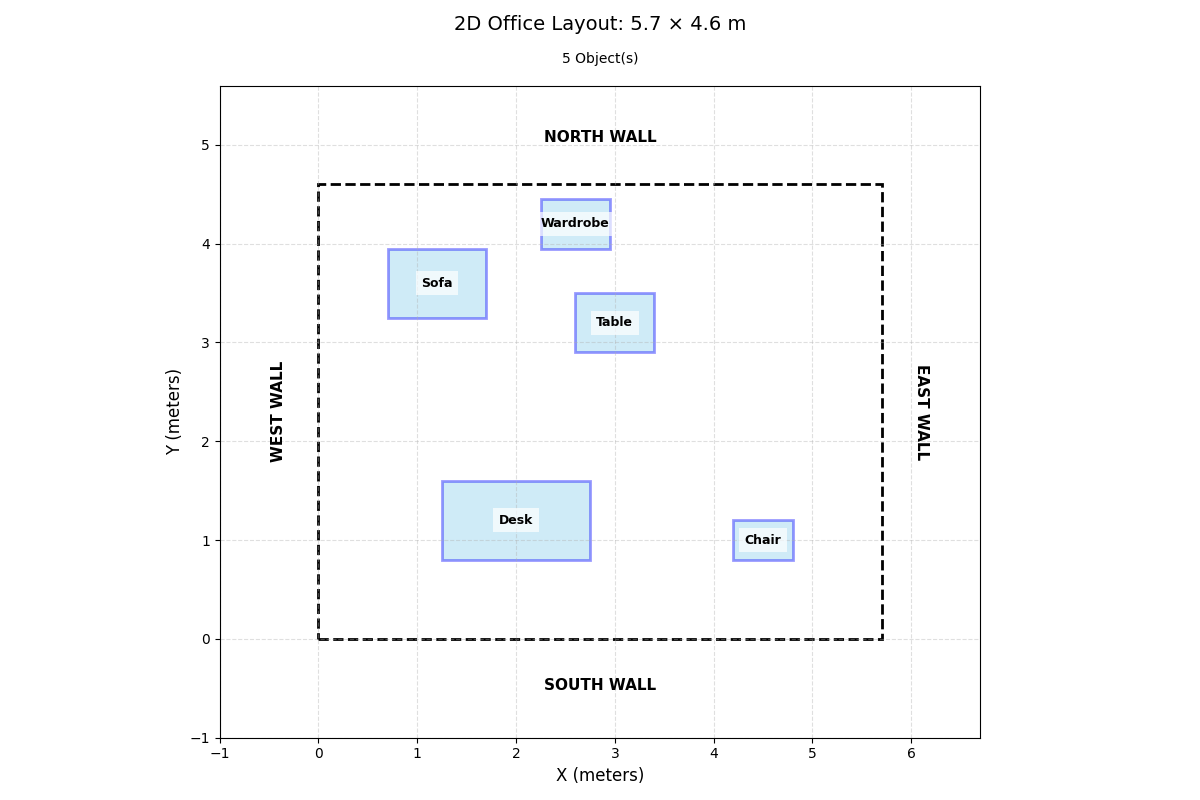 2D Office Layout: 5.7 × 4.6 m
5 Object(s)
NORTH WALL
Wardrobe
Sofa
Table
WEST WALL
EAST WALL
Desk
Chair
SOUTH WALL
Y (meters)
5
4
3
2
1
0
−1
−1 0 1 2 3 4 5 6
X (meters)